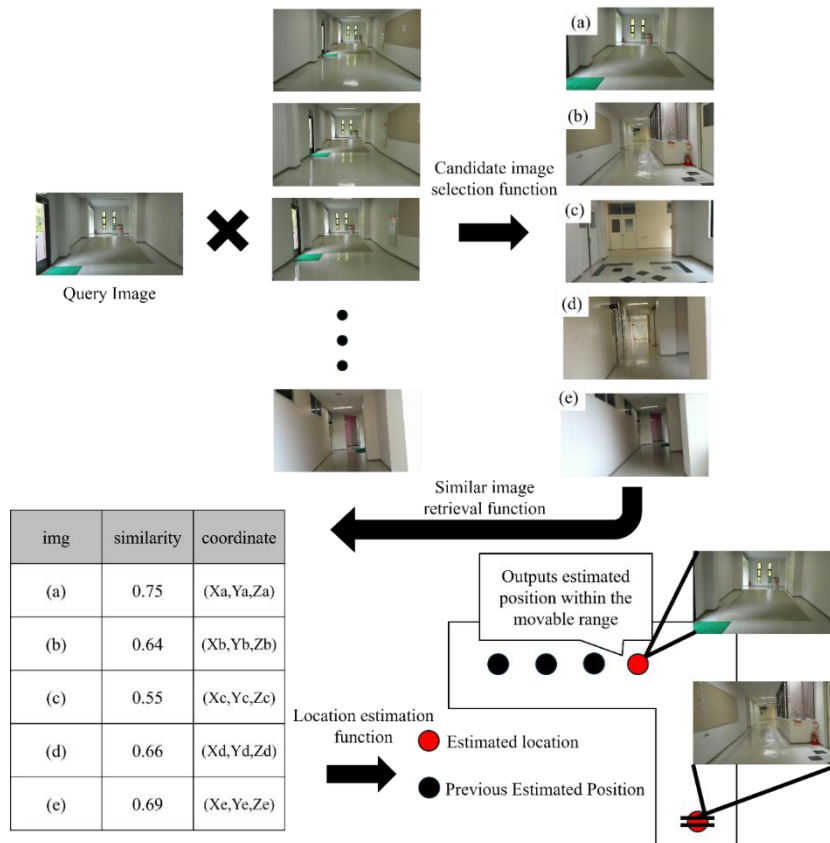 (a)
(b)
Candidate image
selection function
(c)
Query Image
(d)
(e)
Similar image
retrieval function
img similarity coordinate
(a) 0.75 (Xa,Ya,Za)
(b) 0.64 (Xb,Yb,Zb)
(c) 0.55 (Xc,Yc,Zc)
(d) 0.66 (Xd,Yd,Zd)
(e) 0.69 (Xe,Ye,Ze)
Outputs estimated
position within the
movable range
Location estimation
function
Estimated location
Previous Estimated Position